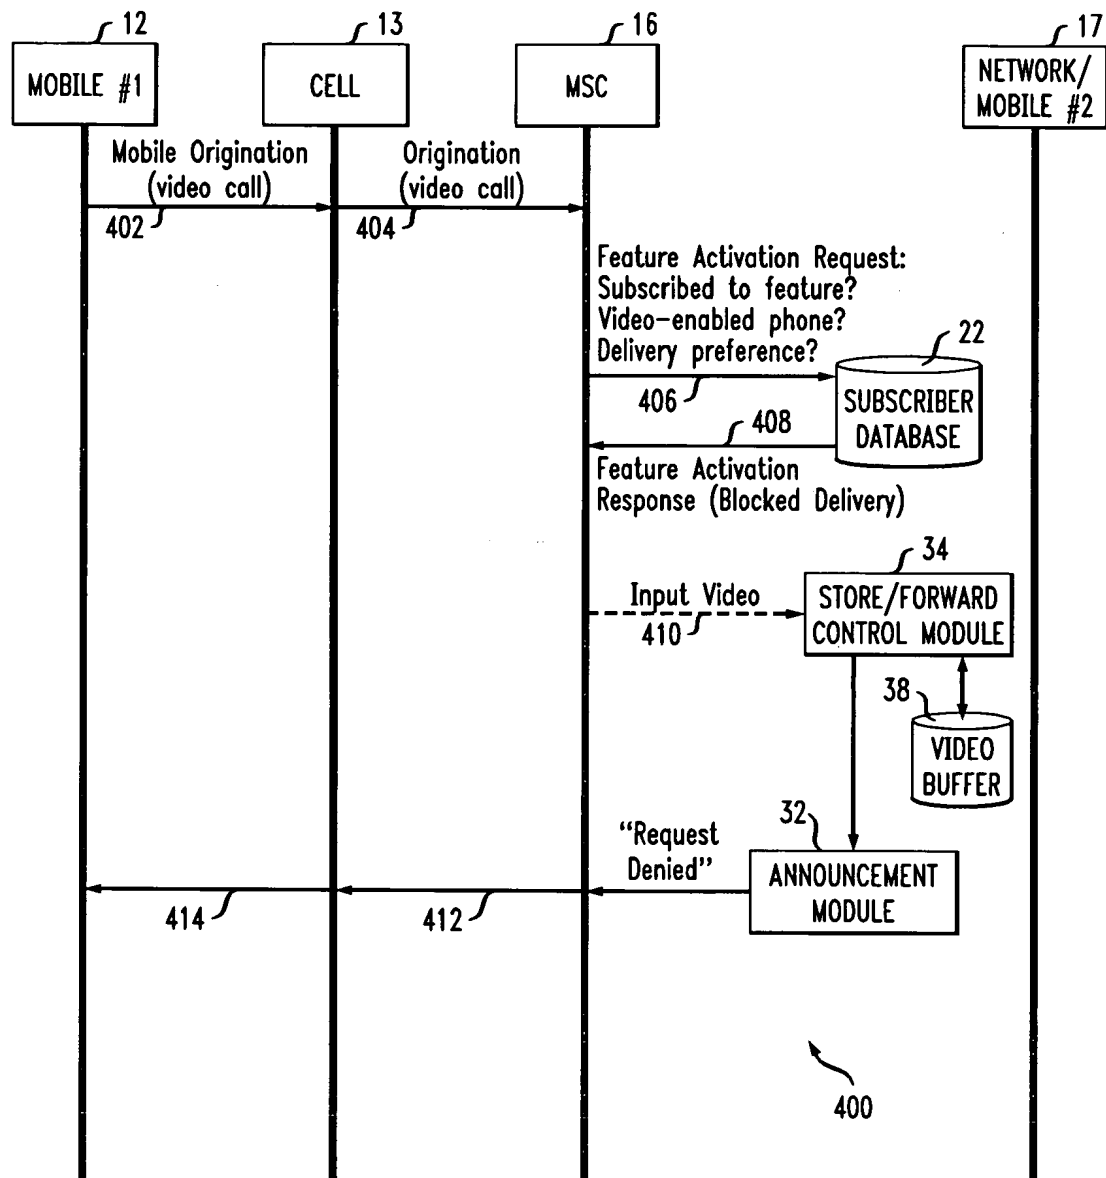 12
13
16
17
MOBILE #1
CELL
MSC
NETWORK/
MOBILE #2
Mobile Origination
(video call)
402
Origination
(video call)
404
Feature Activation Request:
Subscribed to feature?
Video-enabled phone?
Delivery preference?
406
22
SUBSCRIBER
DATABASE
408
Feature Activation
Response (Blocked Delivery)
34
Input Video
410
STORE/FORWARD
CONTROL MODULE
38
VIDEO
BUFFER
32
"Request
Denied"
ANNOUNCEMENT
MODULE
414
412
400